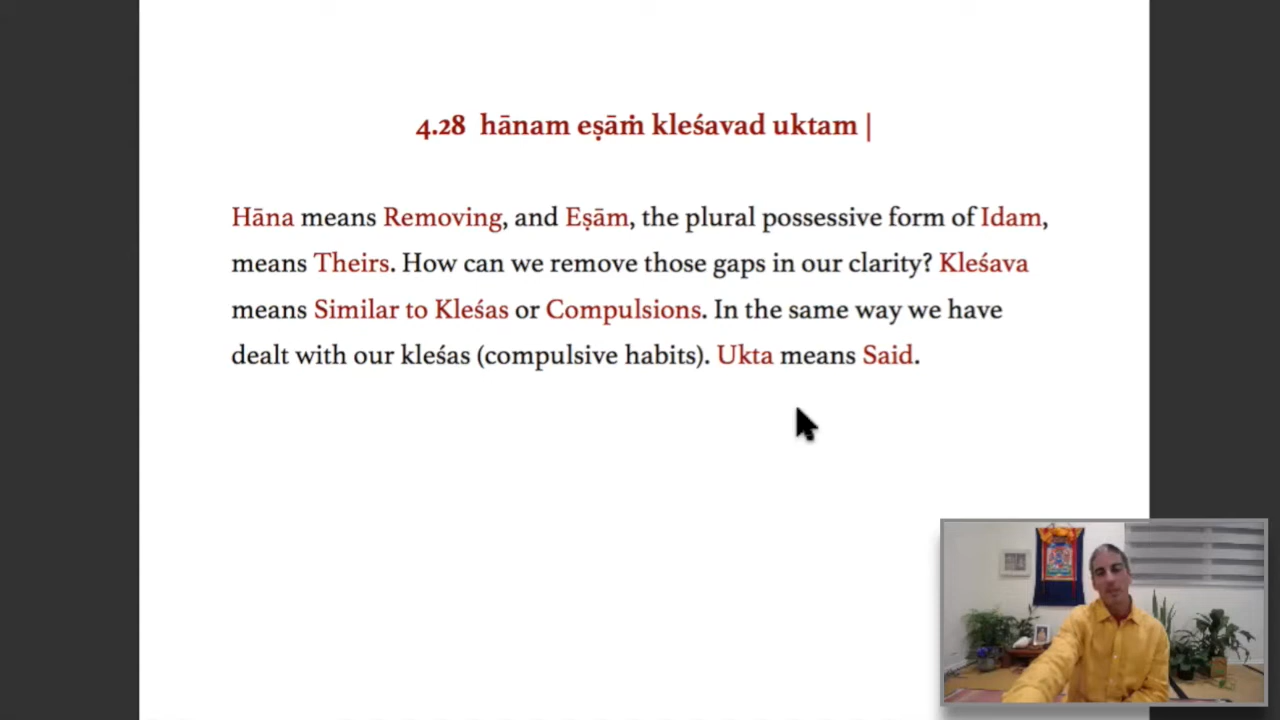 4.28 hānam eṣāṁ kleśavad uktam |
Hāna means Removing, and Eṣām, the plural possessive form of Idam,
means Theirs. How can we remove those gaps in our clarity? Kleśava
means Similar to Kleśas or Compulsions. In the same way we have
dealt with our kleśas (compulsive habits). Ukta means Said.